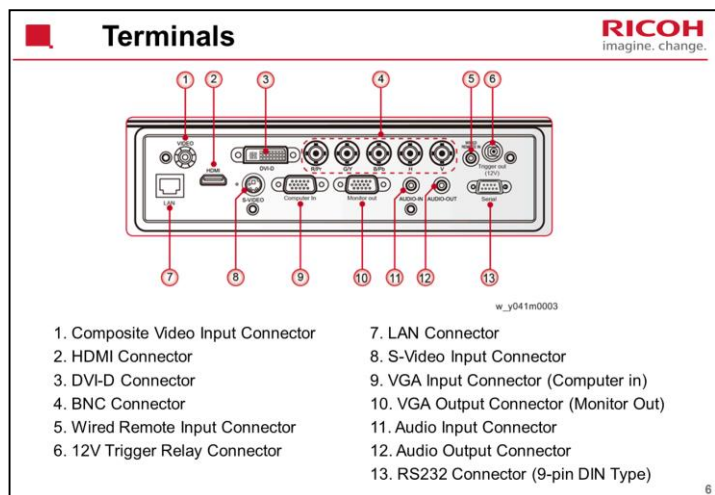 Terminals
RICOH
imagine. change.
1 2 3 4 5 6
VIDEO
HDMI
DVI-D
R/Pr G/Y B/Pb H
Trigger out
(12V)
LAN
S-VIDEO
Computer In
Monitor out
AUDIO-IN
AUDIO-OUT
Serial
7 8 9 10 11 12 13
w_y041m0003
1. Composite Video Input Connector
2. HDMI Connector
3. DVI-D Connector
4. BNC Connector
5. Wired Remote Input Connector
6. 12V Trigger Relay Connector
7. LAN Connector
8. S-Video Input Connector
9. VGA Input Connector (Computer in)
10. VGA Output Connector (Monitor Out)
11. Audio Input Connector
12. Audio Output Connector
13. RS232 Connector (9-pin DIN Type)
6